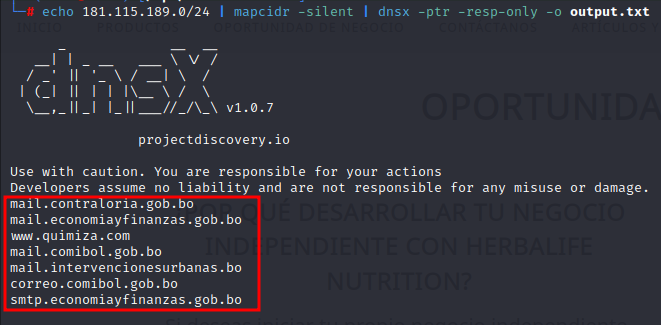 └─# echo 181.115.189.0/24 | mapcidr -silent | dnsx -ptr -resp-only -o output.txt
INICIO PRODUCTOS OPORTUNIDAD DE NEGOCIO CONTACTANOS ARTÍCULOS Y
dnsx v1.0.7
OPORTUNIDA
projectdiscovery.io
Use with caution. You are responsible for your actions
Developers assume no liability and are not responsible for any misuse or damage.
mail.contraloria.gob.bo
mail.economiayfinanzas.gob.bo
¿POR QUÉ DESARROLLAR TU NEGOCIO
www.quimiza.com
mail.comibol.gob.bo
INDEPENDIENTE CON HERBALIFE
mail.intervencionesurbanas.bo
correo.comibol.gob.bo
NUTRITION?
smtp.economiayfinanzas.gob.bo